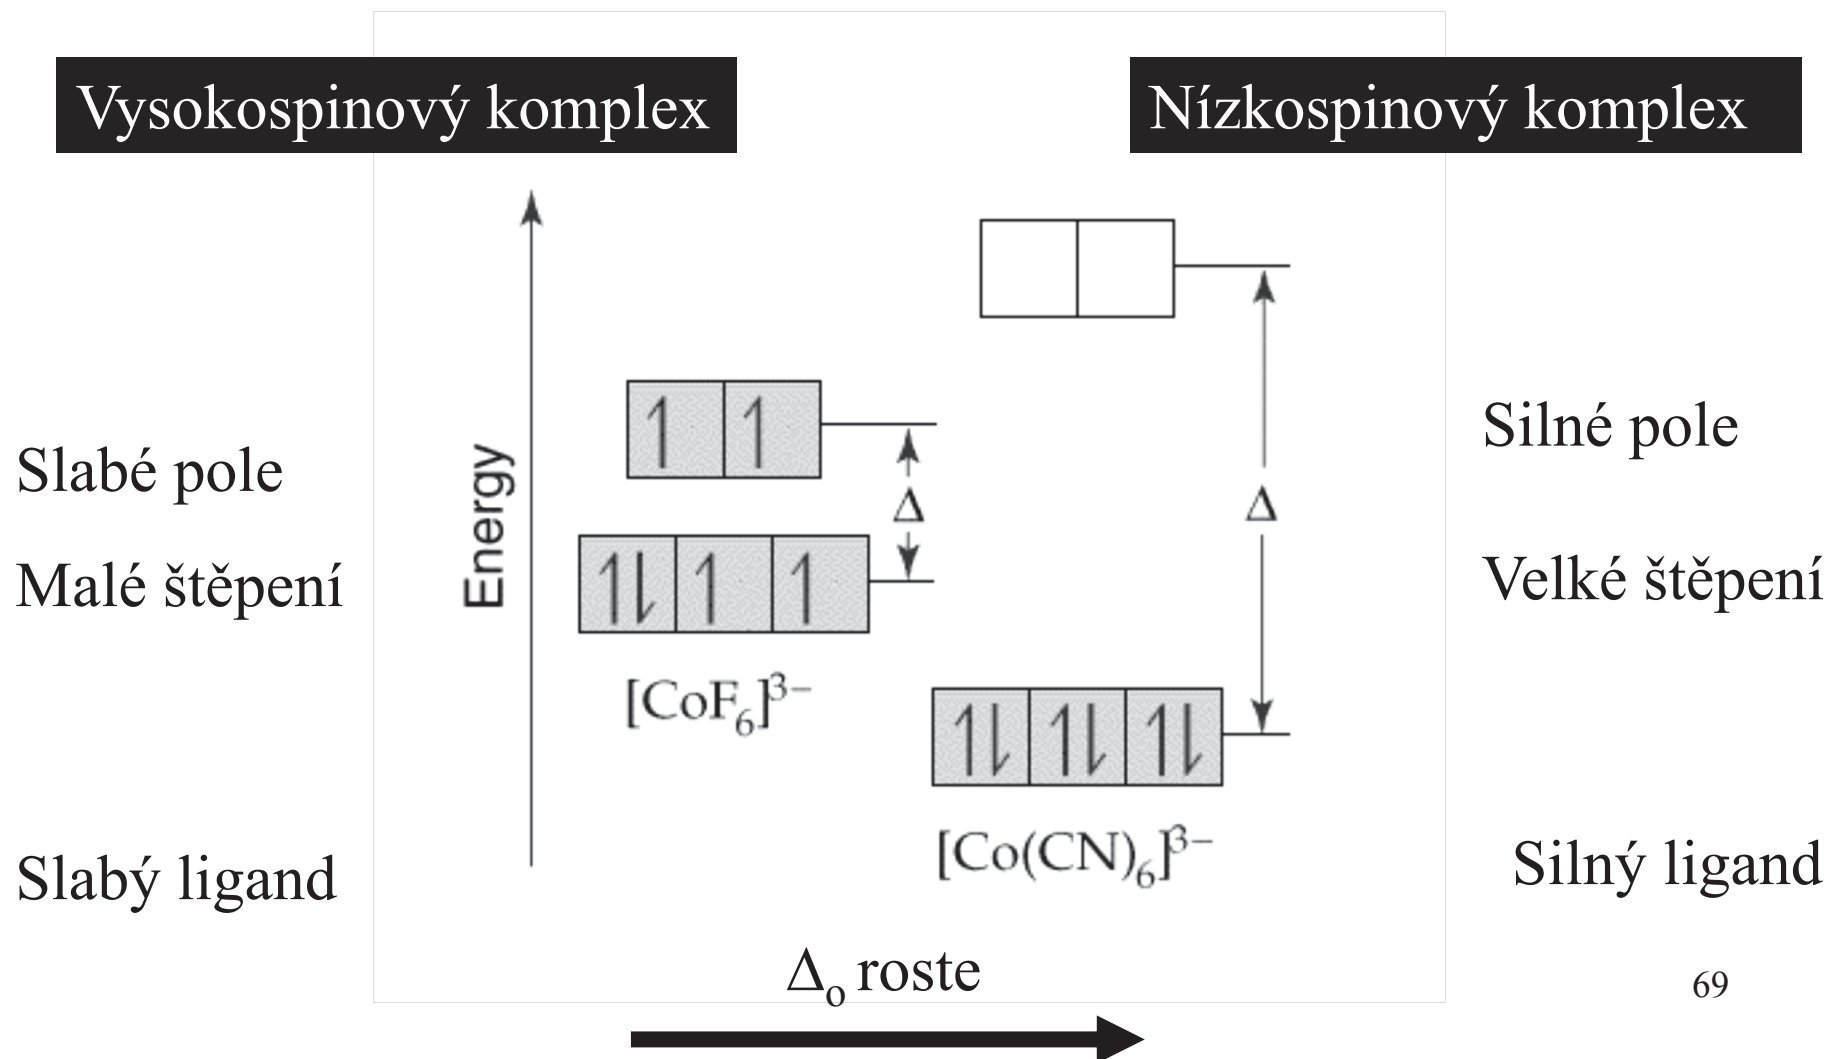 Vysokospinový komplex
Nízkospinový komplex
Slabé pole
Malé štěpení
Slabý ligand
Energy
↿⇂ ↿ ↿
↿ ↿
Δ
[CoF₆]³⁻
↿⇂ ↿⇂ ↿⇂
Δ
[Co(CN)₆]³⁻
Silné pole
Velké štěpení
Silný ligand
Δₒ roste
69